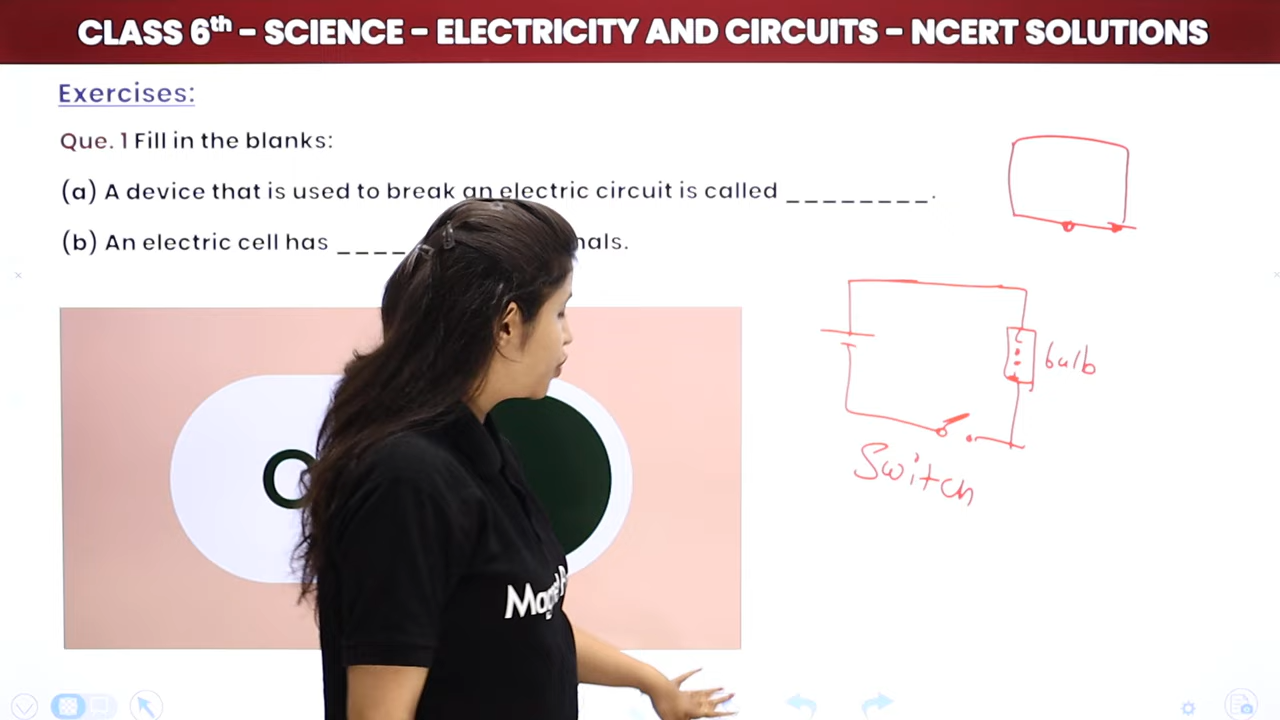 CLASS 6th – SCIENCE – ELECTRICITY AND CIRCUITS – NCERT SOLUTIONS
Exercises:
Que. 1 Fill in the blanks:
(a) A device that is used to break an electric circuit is called ________.
(b) An electric cell has ____ nals.
bulb
Switch